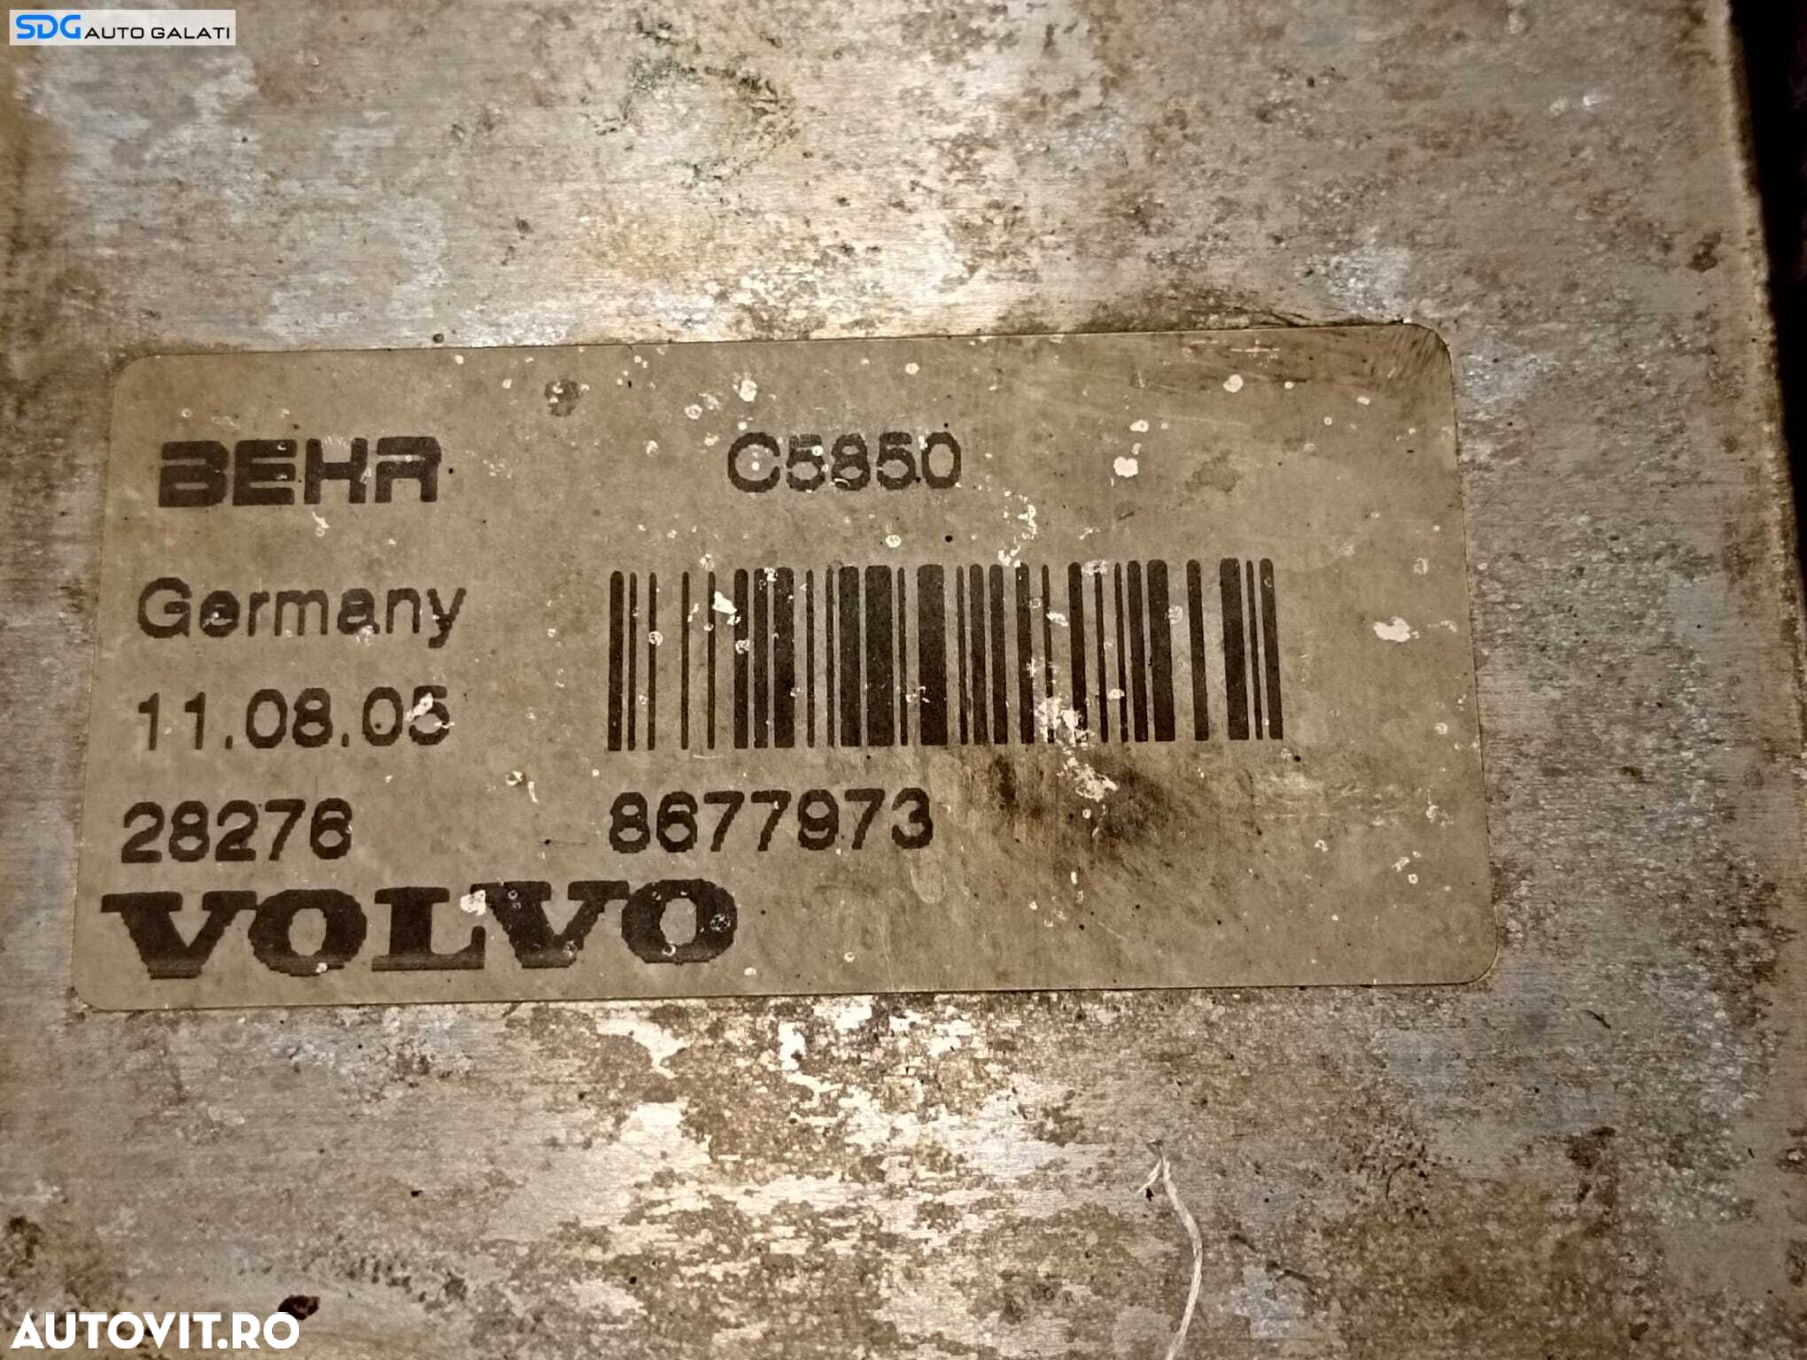 SDG AUTO GALATI
BEHR C5850
Germany
11.08.05
28276 8677973
VOLVO
AUTOVIT.RO